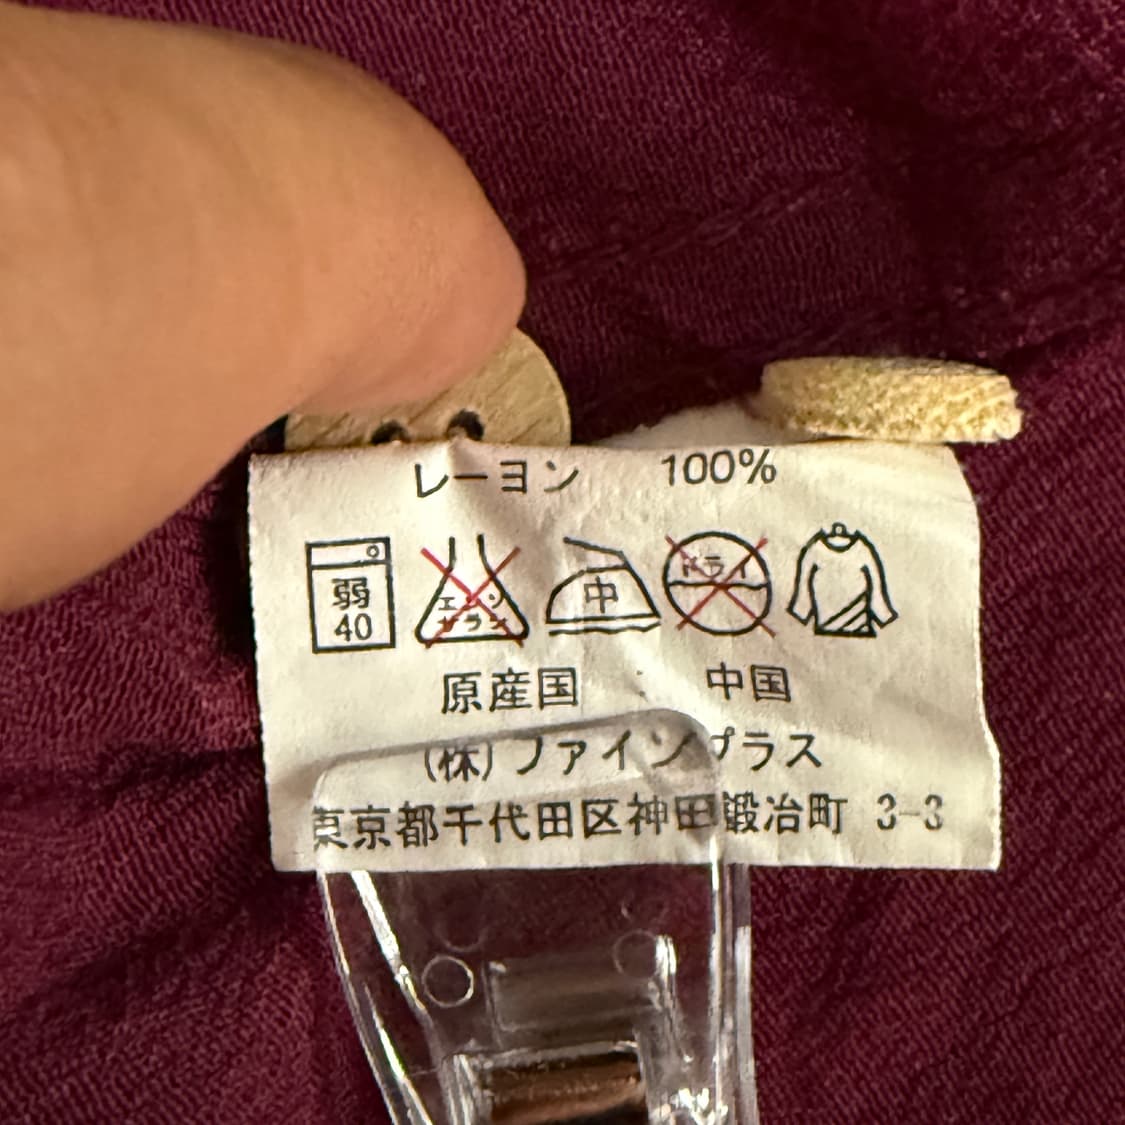 レーヨン 100%
弱 40 エンソ サラシ 中 ドライ
原産国 : 中国
(株)ファインプラス
東京都千代田区神田鍛冶町 3-3